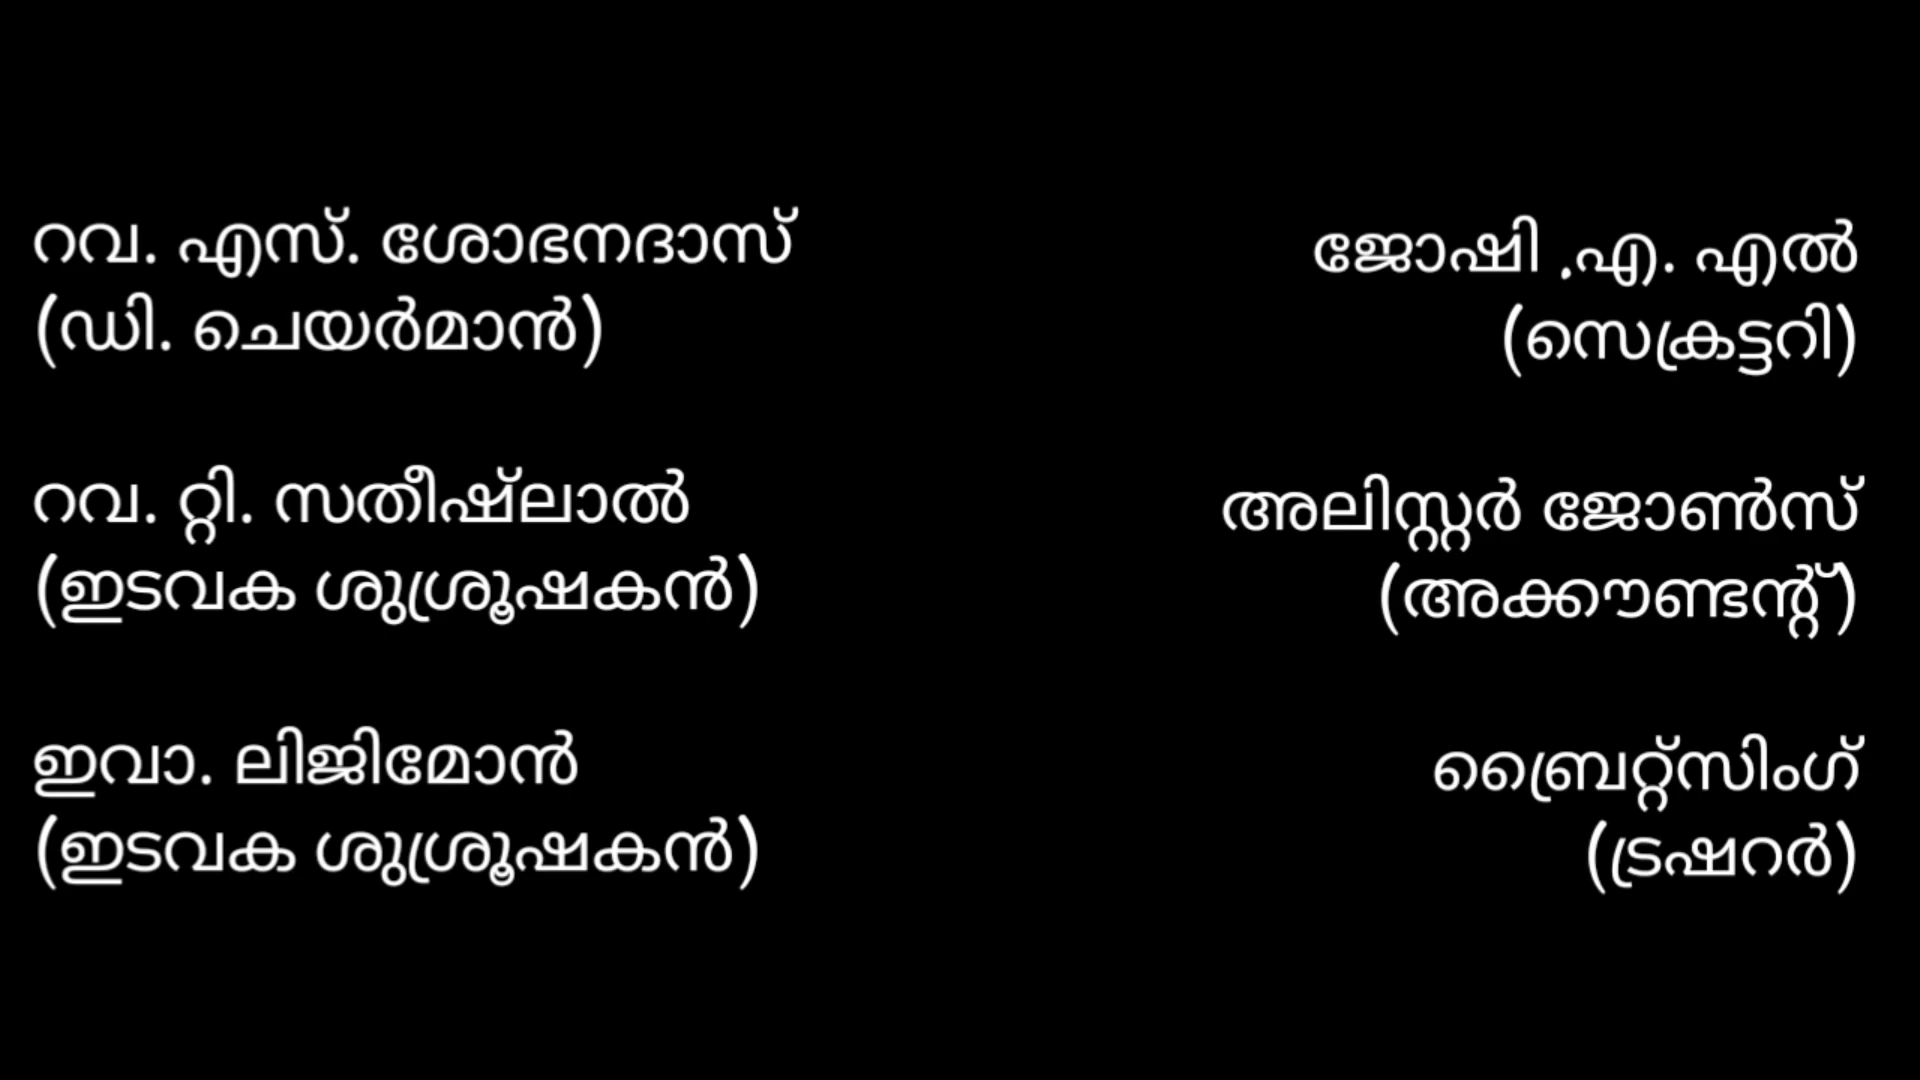 റവ. എസ്. ശോഭനദാസ്
(ഡി. ചെയർമാൻ)
റവ. റ്റി. സതീഷ്‌ലാൽ
(ഇടവക ശുശ്രൂഷകൻ)
ഇവാ. ലിജിമോൻ
(ഇടവക ശുശ്രൂഷകൻ)
ജോഷി .എ. എൽ
(സെക്രട്ടറി)
അലിസ്റ്റർ ജോൺസ്
(അക്കൗണ്ടന്റ്)
ബ്രൈറ്റ്സിംഗ്
(ട്രഷറർ)